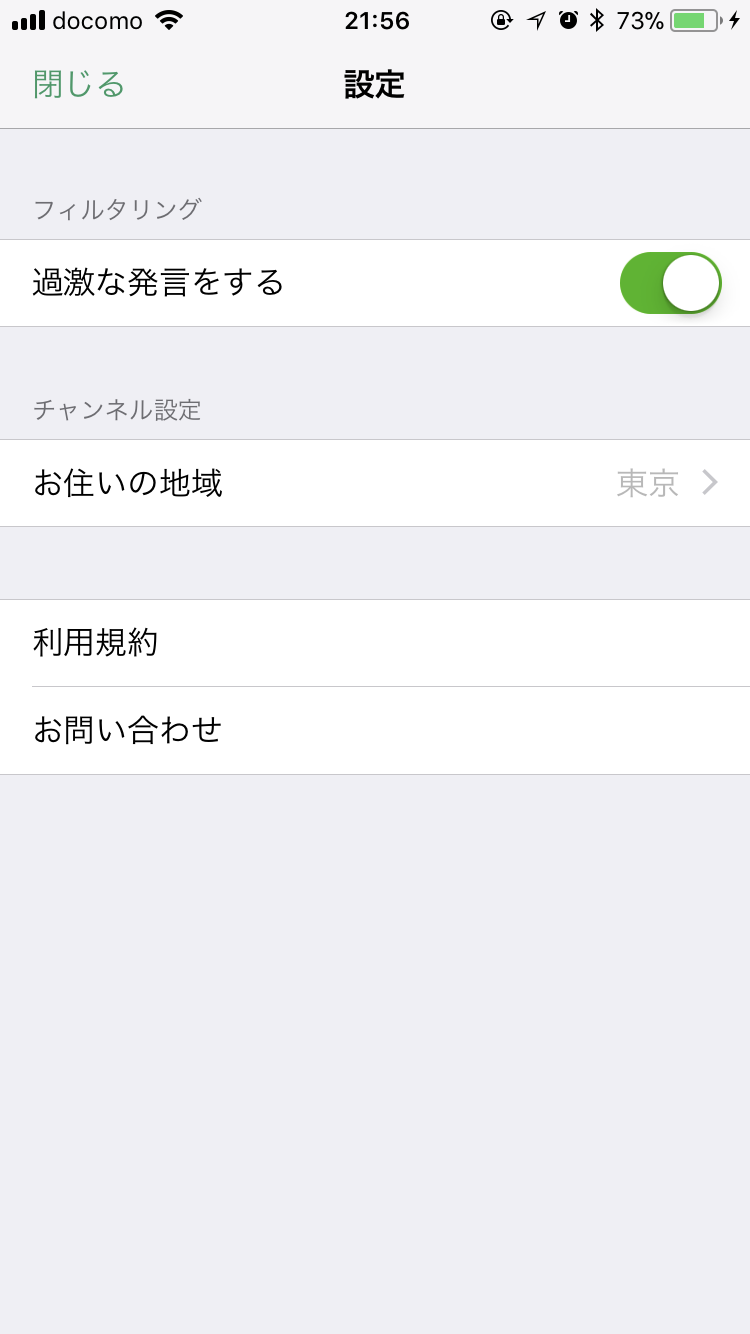 docomo 21:56 73%
閉じる 設定
フィルタリング
過激な発言をする
チャンネル設定
お住いの地域 東京
利用規約
お問い合わせ